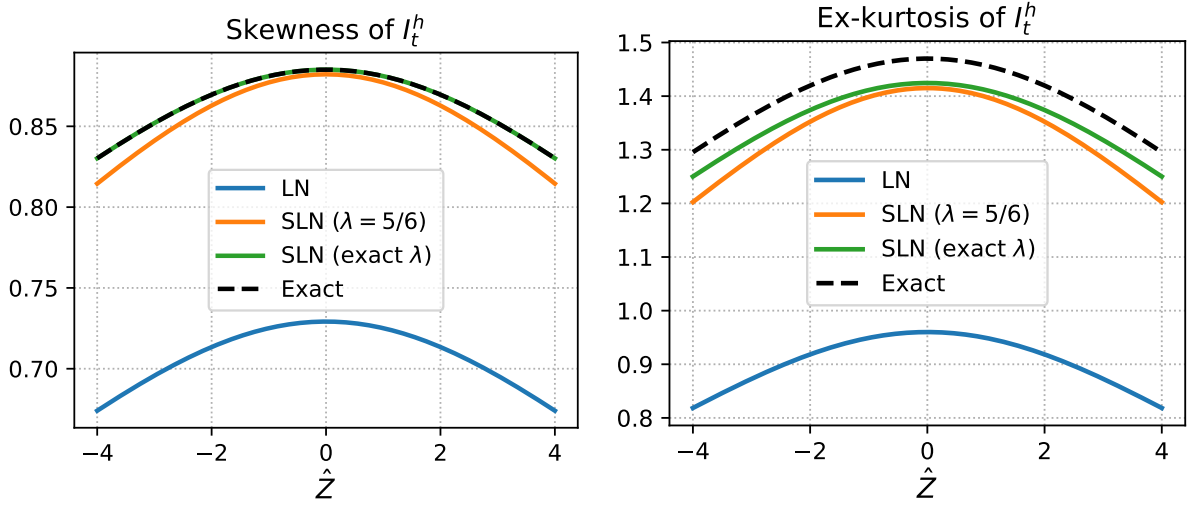 Skewness of $I_t^h$
0.85
0.80
0.75
0.70
LN
SLN (λ = 5/6)
SLN (exact λ)
Exact
−4 −2 0 2 4
$\hat{Z}$
Ex-kurtosis of $I_t^h$
1.5
1.4
1.3
1.2
1.1
1.0
0.9
0.8
LN
SLN (λ = 5/6)
SLN (exact λ)
Exact
−4 −2 0 2 4
$\hat{Z}$